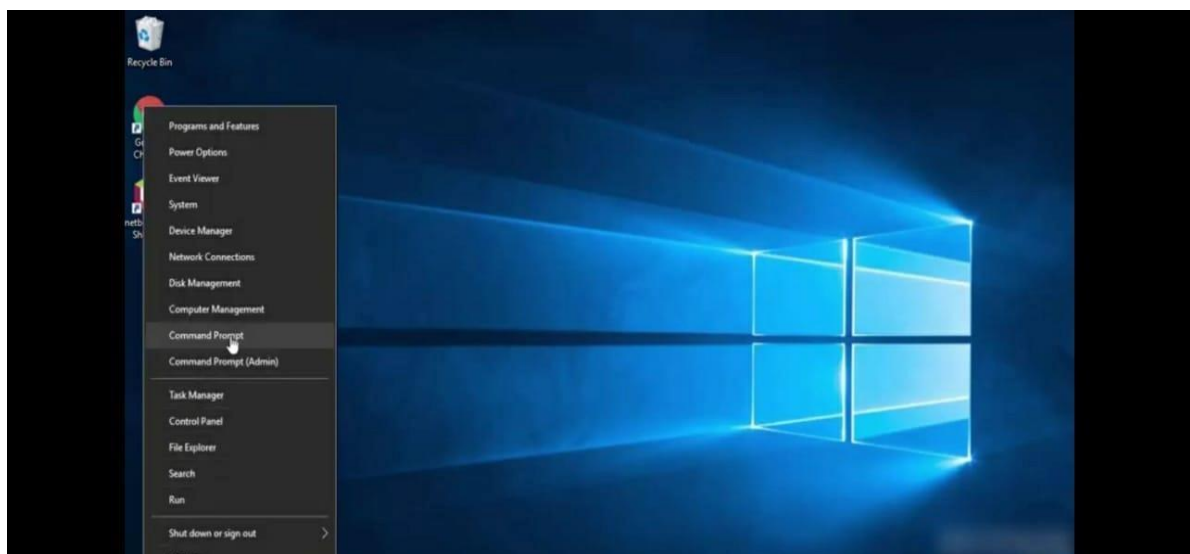 Recycle Bin
Programs and Features
Power Options
Event Viewer
System
Device Manager
Network Connections
Disk Management
Computer Management
Command Prompt
Command Prompt (Admin)
Task Manager
Control Panel
File Explorer
Search
Run
Shut down or sign out